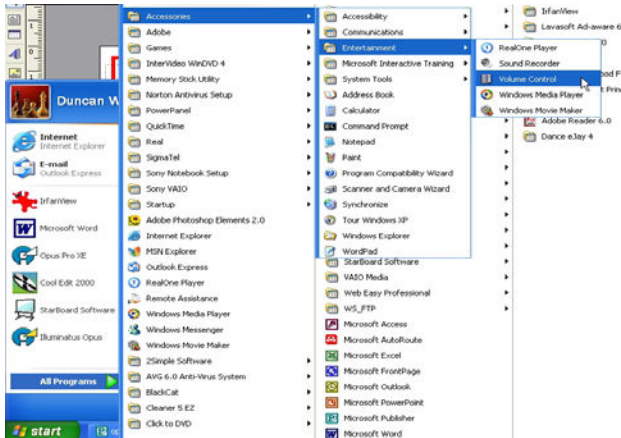 Duncan W
Internet
Internet Explorer
E-mail
Outlook Express
IrfanView
Microsoft Word
Opus Pro XE
Cool Edit 2000
StarBoard Software
Illuminatus Opus
All Programs
start
Accessories
Adobe
Games
InterVideo WinDVD 4
Memory Stick Utility
Norton Antivirus Setup
PowerPanel
QuickTime
Real
SigmaTel
Sony Notebook Setup
Sony VAIO
Startup
Adobe Photoshop Elements 2.0
Internet Explorer
MSN Explorer
Outlook Express
RealOne Player
Remote Assistance
Windows Media Player
Windows Messenger
Windows Movie Maker
2Simple Software
AVG 6.0 Anti-Virus System
BlackCat
Cleaner 5 EZ
Click to DVD
Accessibility
Communications
Entertainment
Microsoft Interactive Training
System Tools
Address Book
Calculator
Command Prompt
Notepad
Paint
Program Compatibility Wizard
Scanner and Camera Wizard
Synchronize
Tour Windows XP
Windows Explorer
WordPad
StarBoard Software
VAIO Media
Web Easy Professional
WS_FTP
Microsoft Access
Microsoft AutoRoute
Microsoft Excel
Microsoft FrontPage
Microsoft Outlook
Microsoft PowerPoint
Microsoft Publisher
Microsoft Word
IrfanView
Lavasoft Ad-aware 6
RealOne Player
Sound Recorder
Volume Control
Windows Media Player
Windows Movie Maker
Adobe Reader 6.0
Dance eJay 4